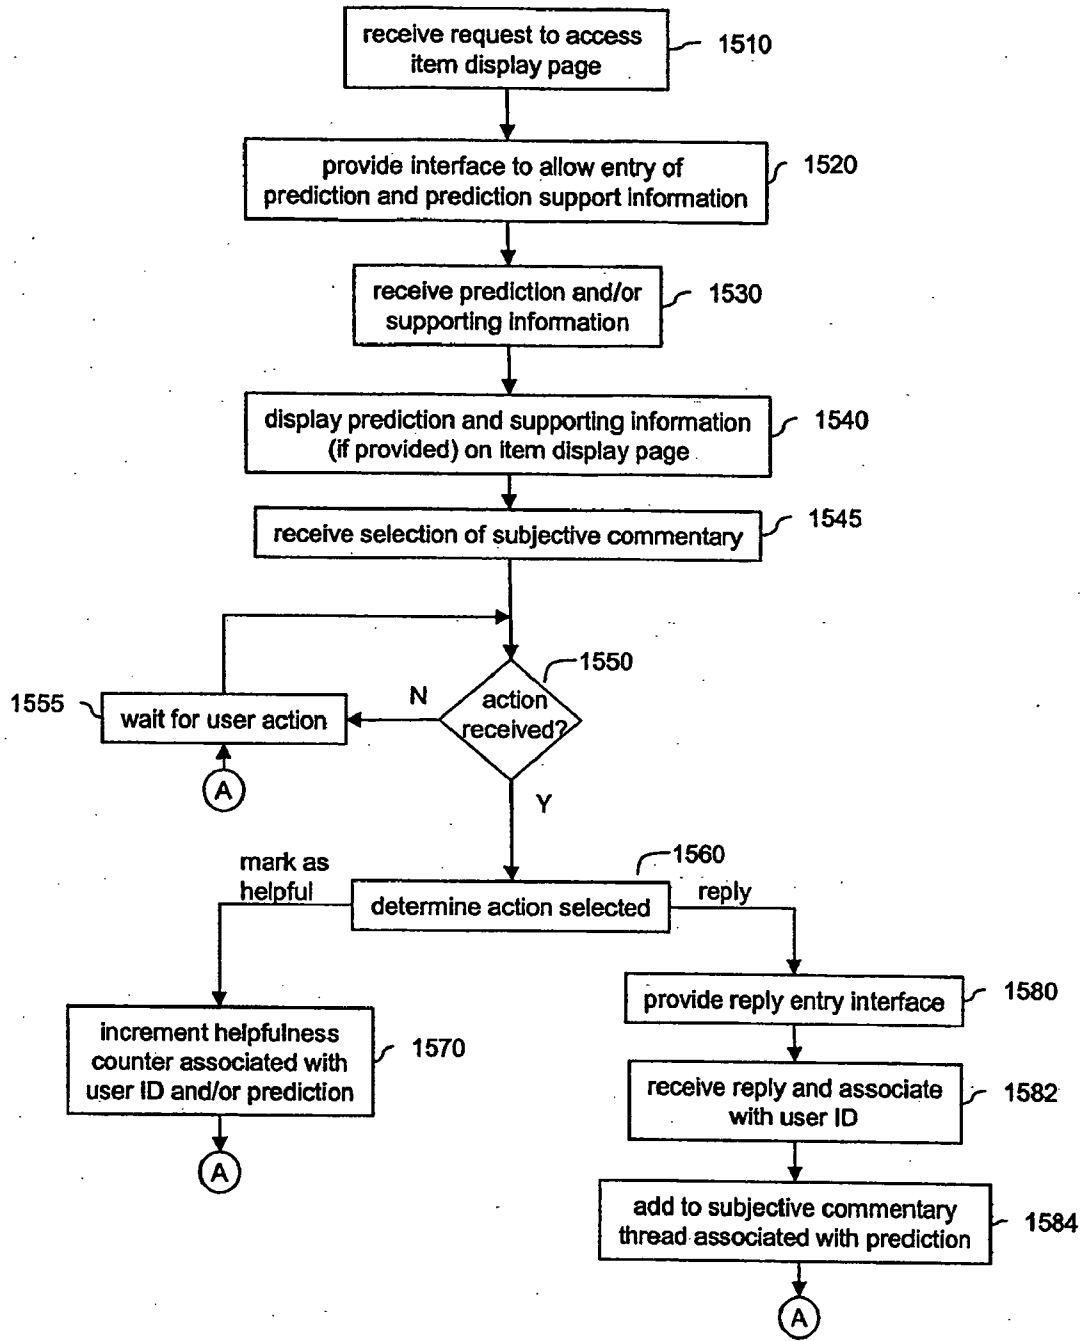 receive request to access
item display page
1510
provide interface to allow entry of
prediction and prediction support information
1520
receive prediction and/or
supporting information
1530
display prediction and supporting information
(if provided) on item display page
1540
receive selection of subjective commentary
1545
1550
action
received?
N
1555
wait for user action
A
Y
1560
mark as
helpful
determine action selected
reply
provide reply entry interface
1580
increment helpfulness
counter associated with
user ID and/or prediction
1570
receive reply and associate
with user ID
1582
A
add to subjective commentary
thread associated with prediction
1584
A